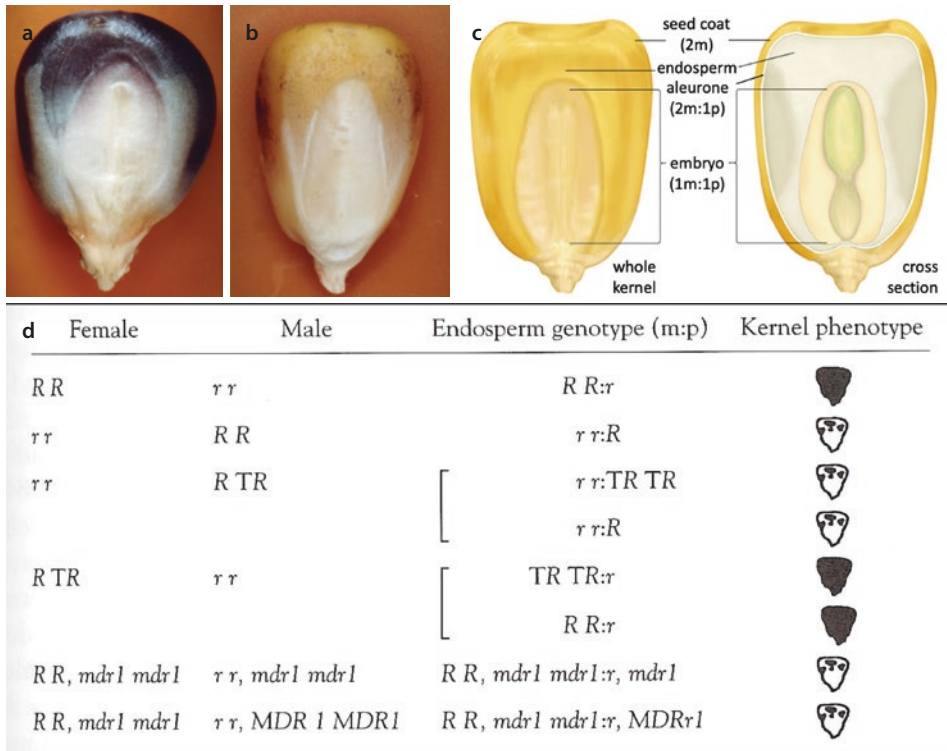 a
b
c
seed coat
(2m)
endosperm
aleurone
(2m:1p)
embryo
(1m:1p)
whole
kernel
cross
section
d Female Male Endosperm genotype (m:p) Kernel phenotype
R R r r R R:r
r r R R r r:R
r r R TR r r:TR TR
r r:R
R TR r r TR TR:r
R R:r
R R, mdr1 mdr1 r r, mdr1 mdr1 R R, mdr1 mdr1:r, mdr1
R R, mdr1 mdr1 r r, MDR 1 MDR1 R R, mdr1 mdr1:r, MDRr1